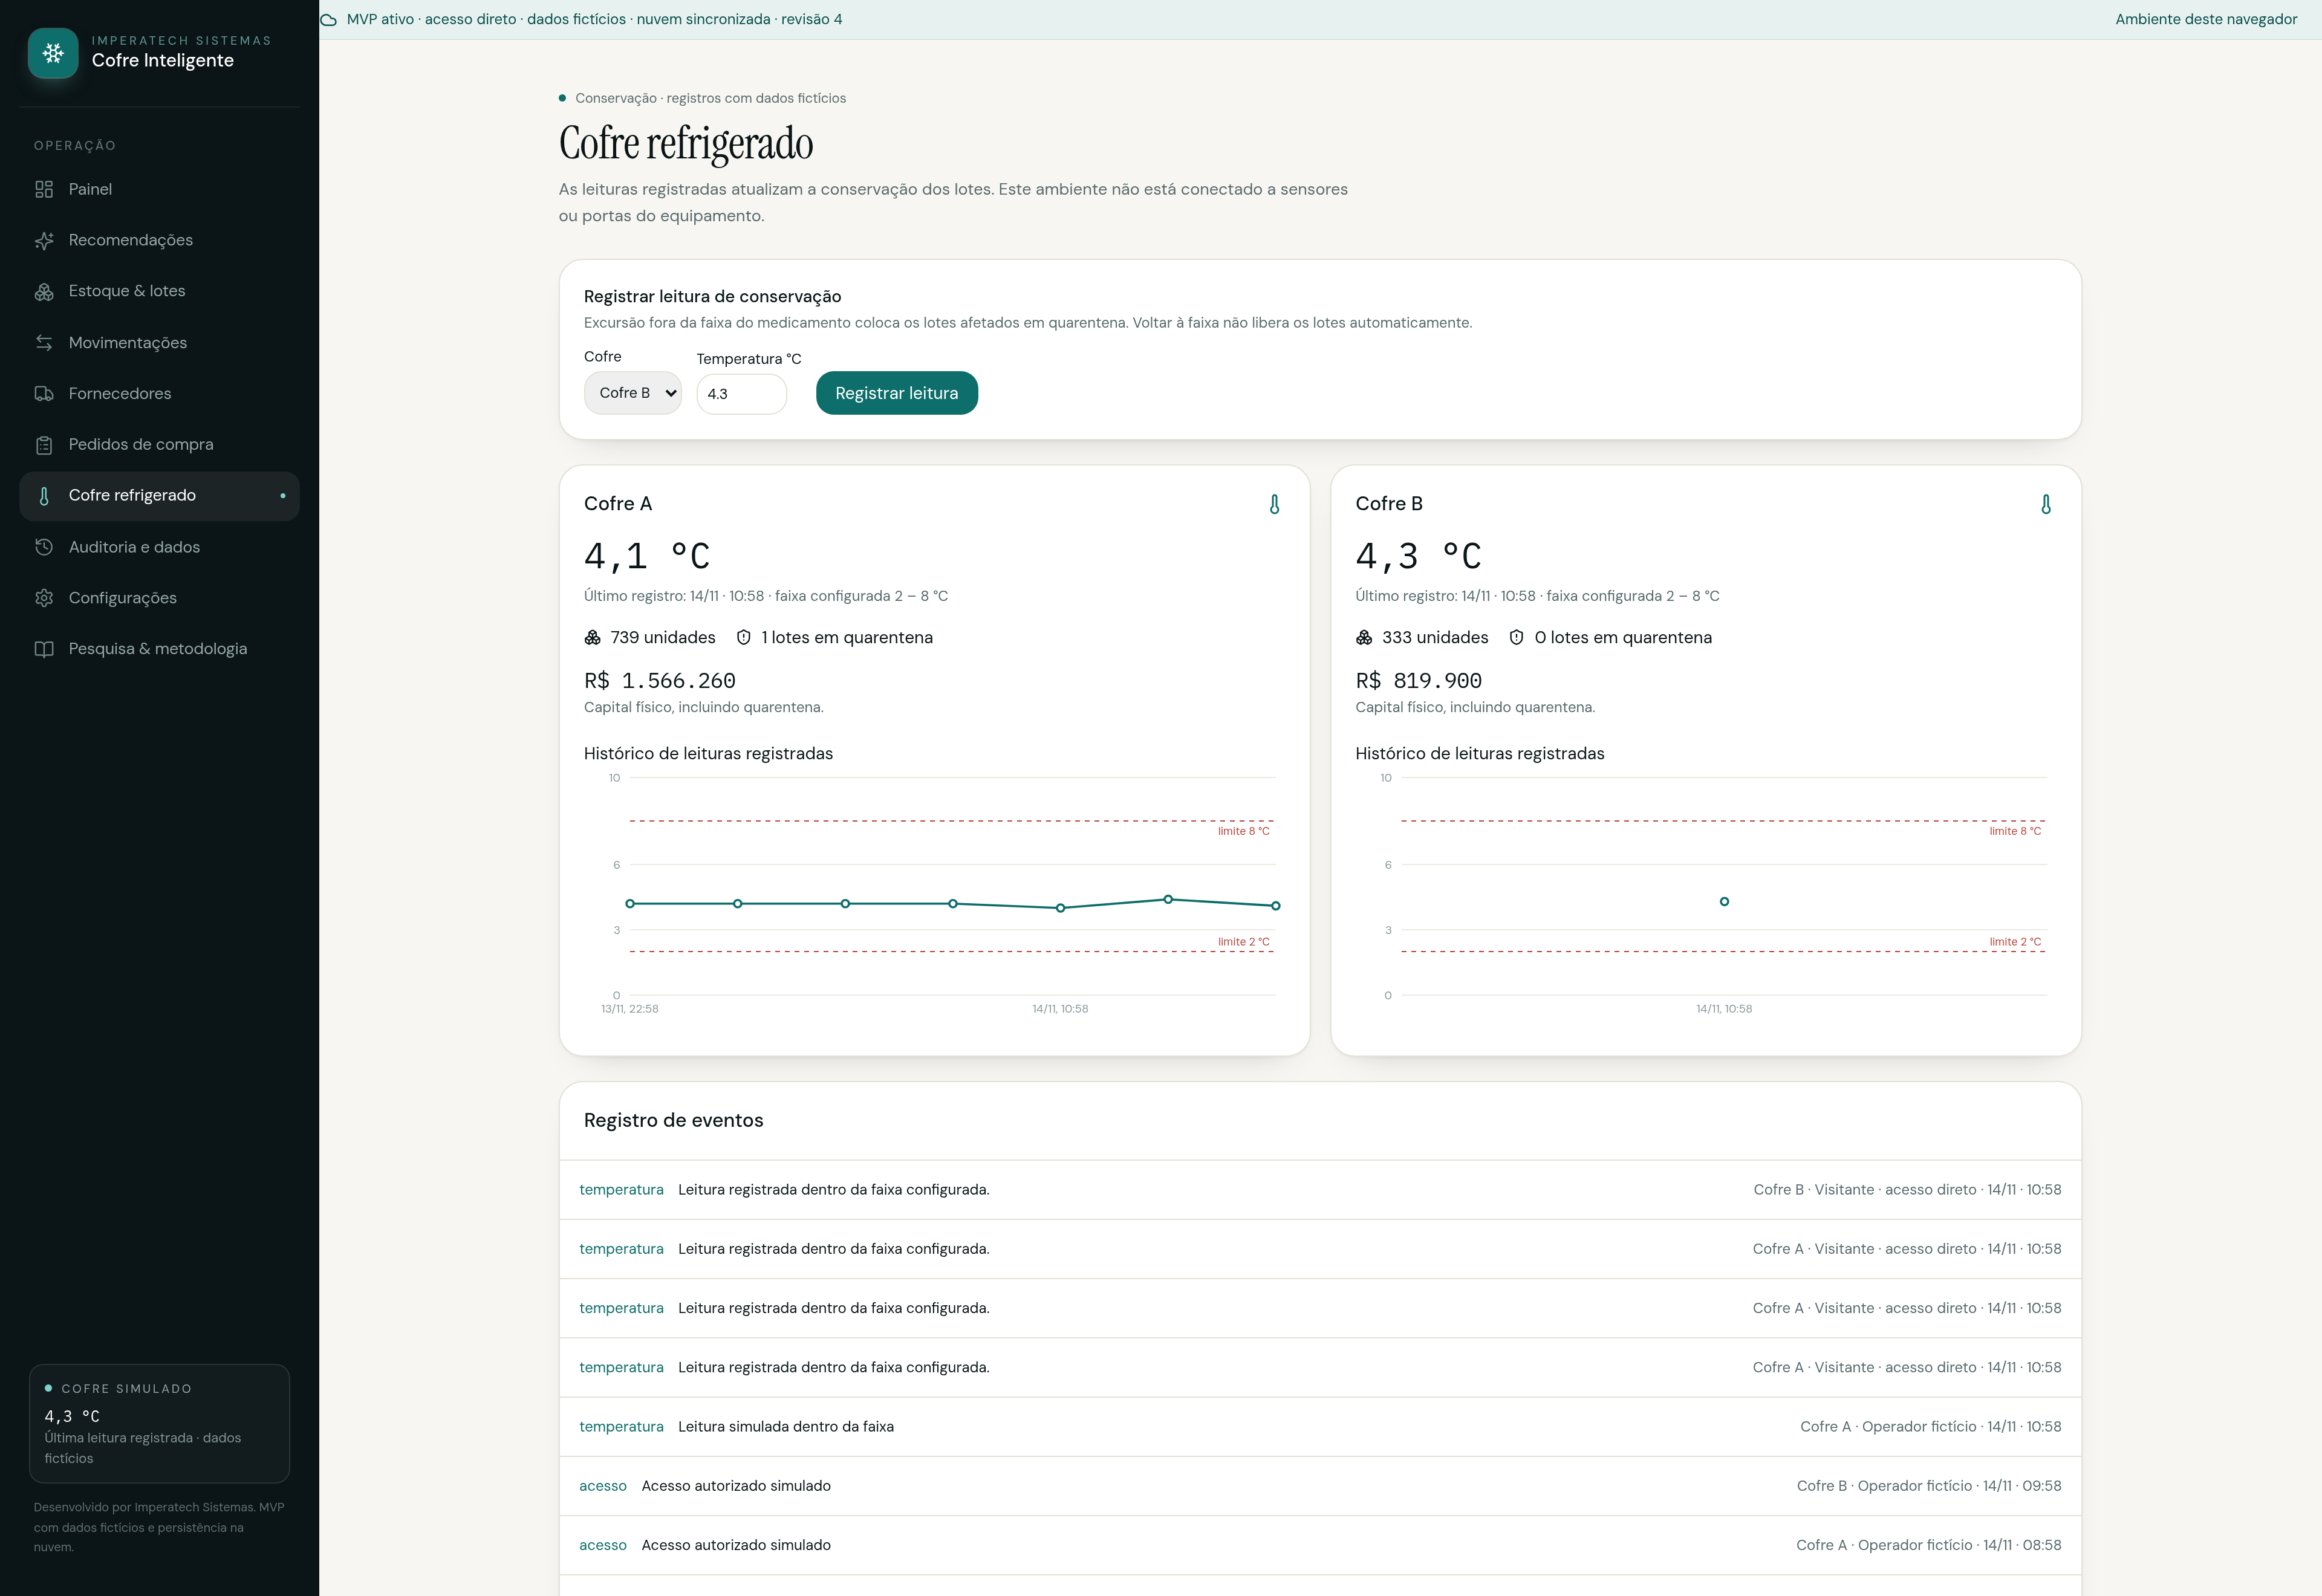 IMPERATECH SISTEMAS
Cofre Inteligente
OPERAÇÃO
Painel
Recomendações
Estoque & lotes
Movimentações
Fornecedores
Pedidos de compra
Cofre refrigerado
Auditoria e dados
Configurações
Pesquisa & metodologia
COFRE SIMULADO
4,3 °C
Última leitura registrada · dados
fictícios
Desenvolvido por Imperatech Sistemas. MVP
com dados fictícios e persistência na
nuvem.
MVP ativo · acesso direto · dados fictícios · nuvem sincronizada · revisão 4
Ambiente deste navegador
Conservação · registros com dados fictícios
Cofre refrigerado
As leituras registradas atualizam a conservação dos lotes. Este ambiente não está conectado a sensores
ou portas do equipamento.
Registrar leitura de conservação
Excursão fora da faixa do medicamento coloca os lotes afetados em quarentena. Voltar à faixa não libera os lotes automaticamente.
Cofre
Temperatura °C
Cofre B
4.3
Registrar leitura
Cofre A
4,1 °C
Último registro: 14/11 · 10:58 · faixa configurada 2 – 8 °C
739 unidades
1 lotes em quarentena
R$ 1.566.260
Capital físico, incluindo quarentena.
Histórico de leituras registradas
10
limite 8 °C
6
3
limite 2 °C
0
13/11, 22:58
14/11, 10:58
Cofre B
4,3 °C
Último registro: 14/11 · 10:58 · faixa configurada 2 – 8 °C
333 unidades
0 lotes em quarentena
R$ 819.900
Capital físico, incluindo quarentena.
Histórico de leituras registradas
10
limite 8 °C
6
3
limite 2 °C
0
14/11, 10:58
Registro de eventos
temperatura Leitura registrada dentro da faixa configurada. Cofre B · Visitante · acesso direto · 14/11 · 10:58
temperatura Leitura registrada dentro da faixa configurada. Cofre A · Visitante · acesso direto · 14/11 · 10:58
temperatura Leitura registrada dentro da faixa configurada. Cofre A · Visitante · acesso direto · 14/11 · 10:58
temperatura Leitura registrada dentro da faixa configurada. Cofre A · Visitante · acesso direto · 14/11 · 10:58
temperatura Leitura simulada dentro da faixa Cofre A · Operador fictício · 14/11 · 10:58
acesso Acesso autorizado simulado Cofre B · Operador fictício · 14/11 · 09:58
acesso Acesso autorizado simulado Cofre A · Operador fictício · 14/11 · 08:58